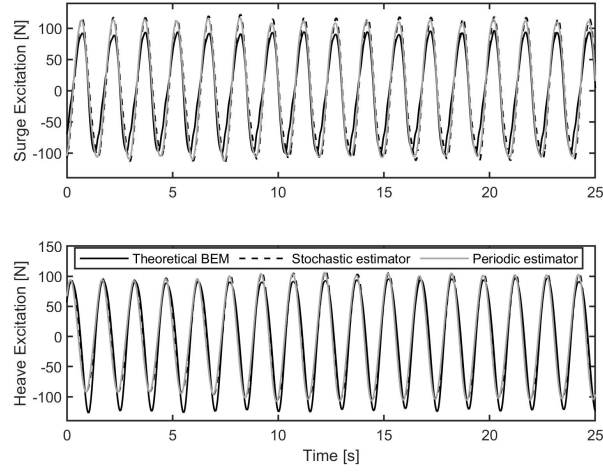 Surge Excitation [N]
100
50
0
-50
-100
0 5 10 15 20 25
Heave Excitation [N]
150
100
50
0
-50
-100
Theoretical BEM Stochastic estimator Periodic estimator
0 5 10 15 20 25
Time [s]